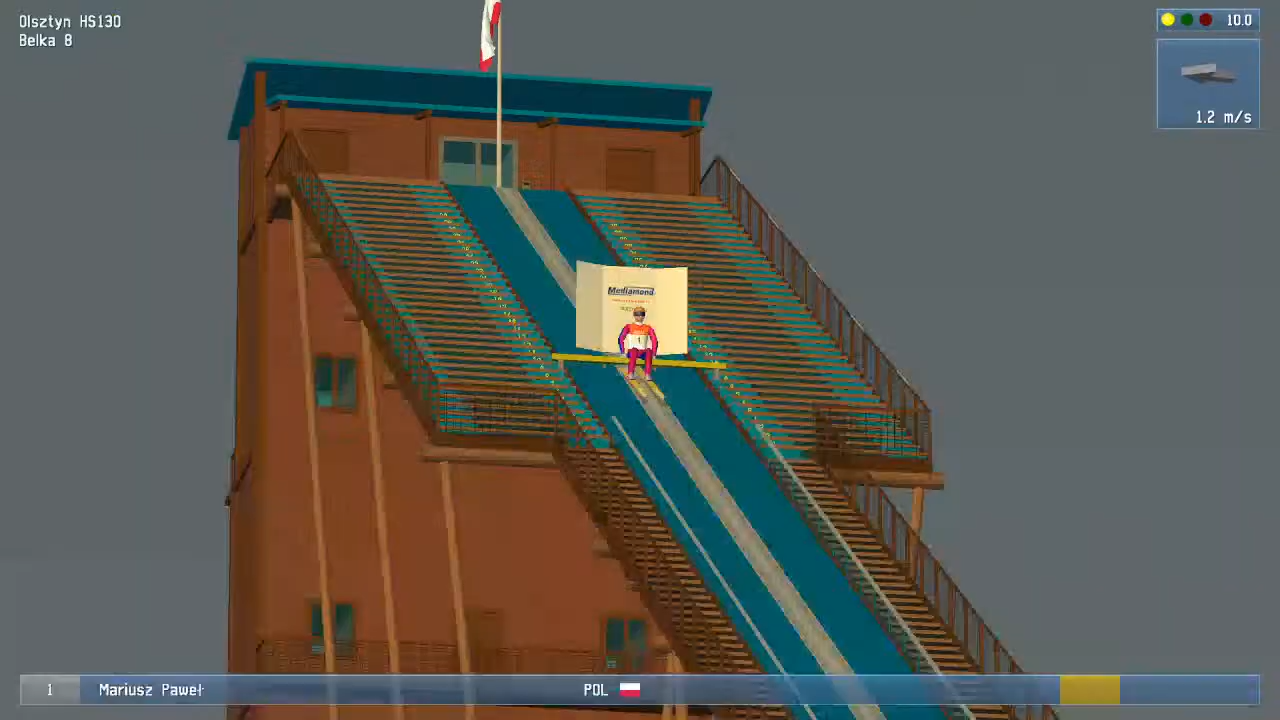 Olsztyn HS130
Belka 8
10.0
1.2 m/s
Mediamond
1
1 Mariusz Paweł POL